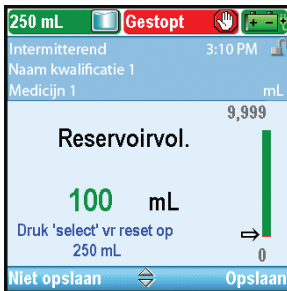 250 mL Gestopt
Intermitterend 3:10 PM
Naam kwalificatie 1
Medicijn 1 mL
9,999
Reservoirvol.
100 mL
Druk 'select' vr reset op
250 mL
0
Niet opslaan Opslaan